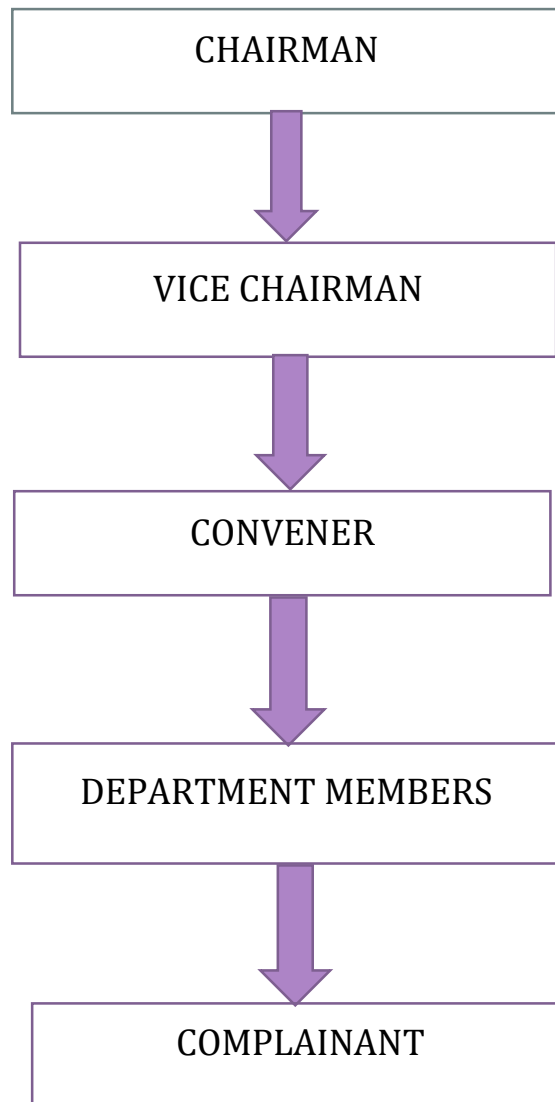 CHAIRMAN
VICE CHAIRMAN
CONVENER
DEPARTMENT MEMBERS
COMPLAINANT